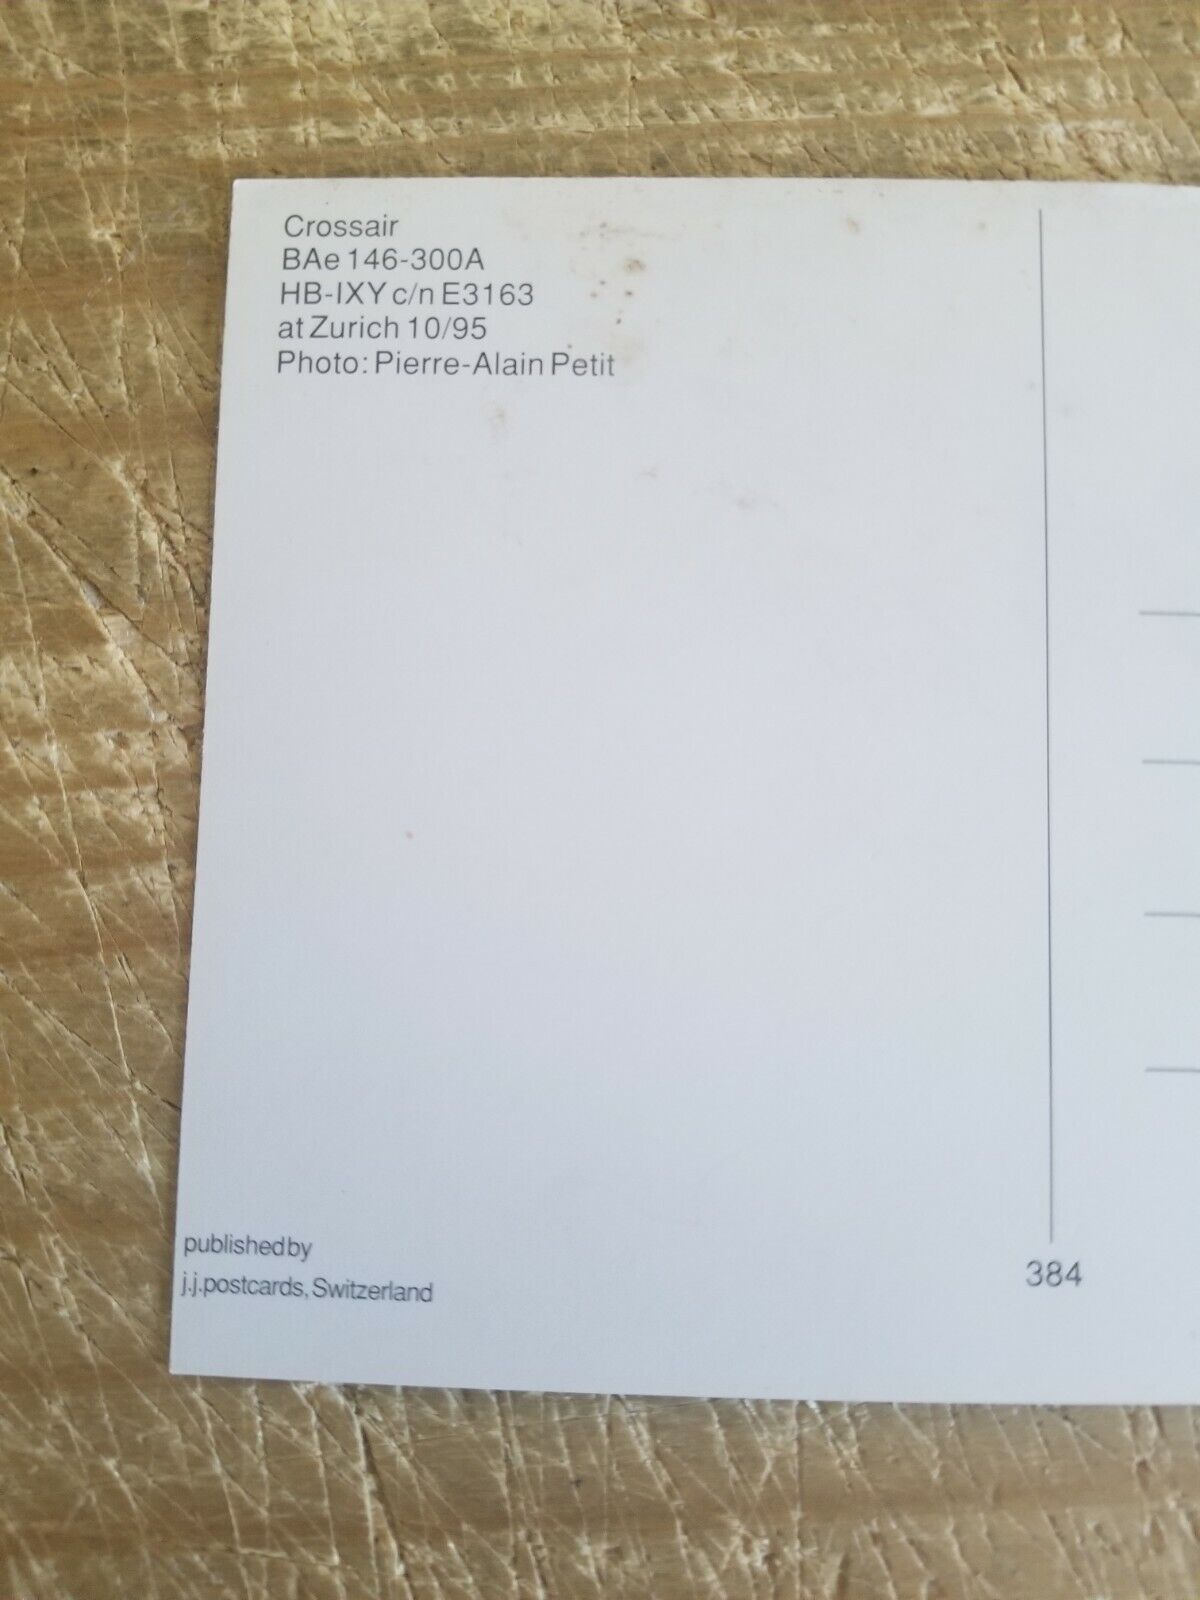 Crossair
BAe 146-300A
HB-IXY c/n E3163
at Zurich 10/95
Photo: Pierre-Alain Petit
published by
j.j.postcards, Switzerland
384